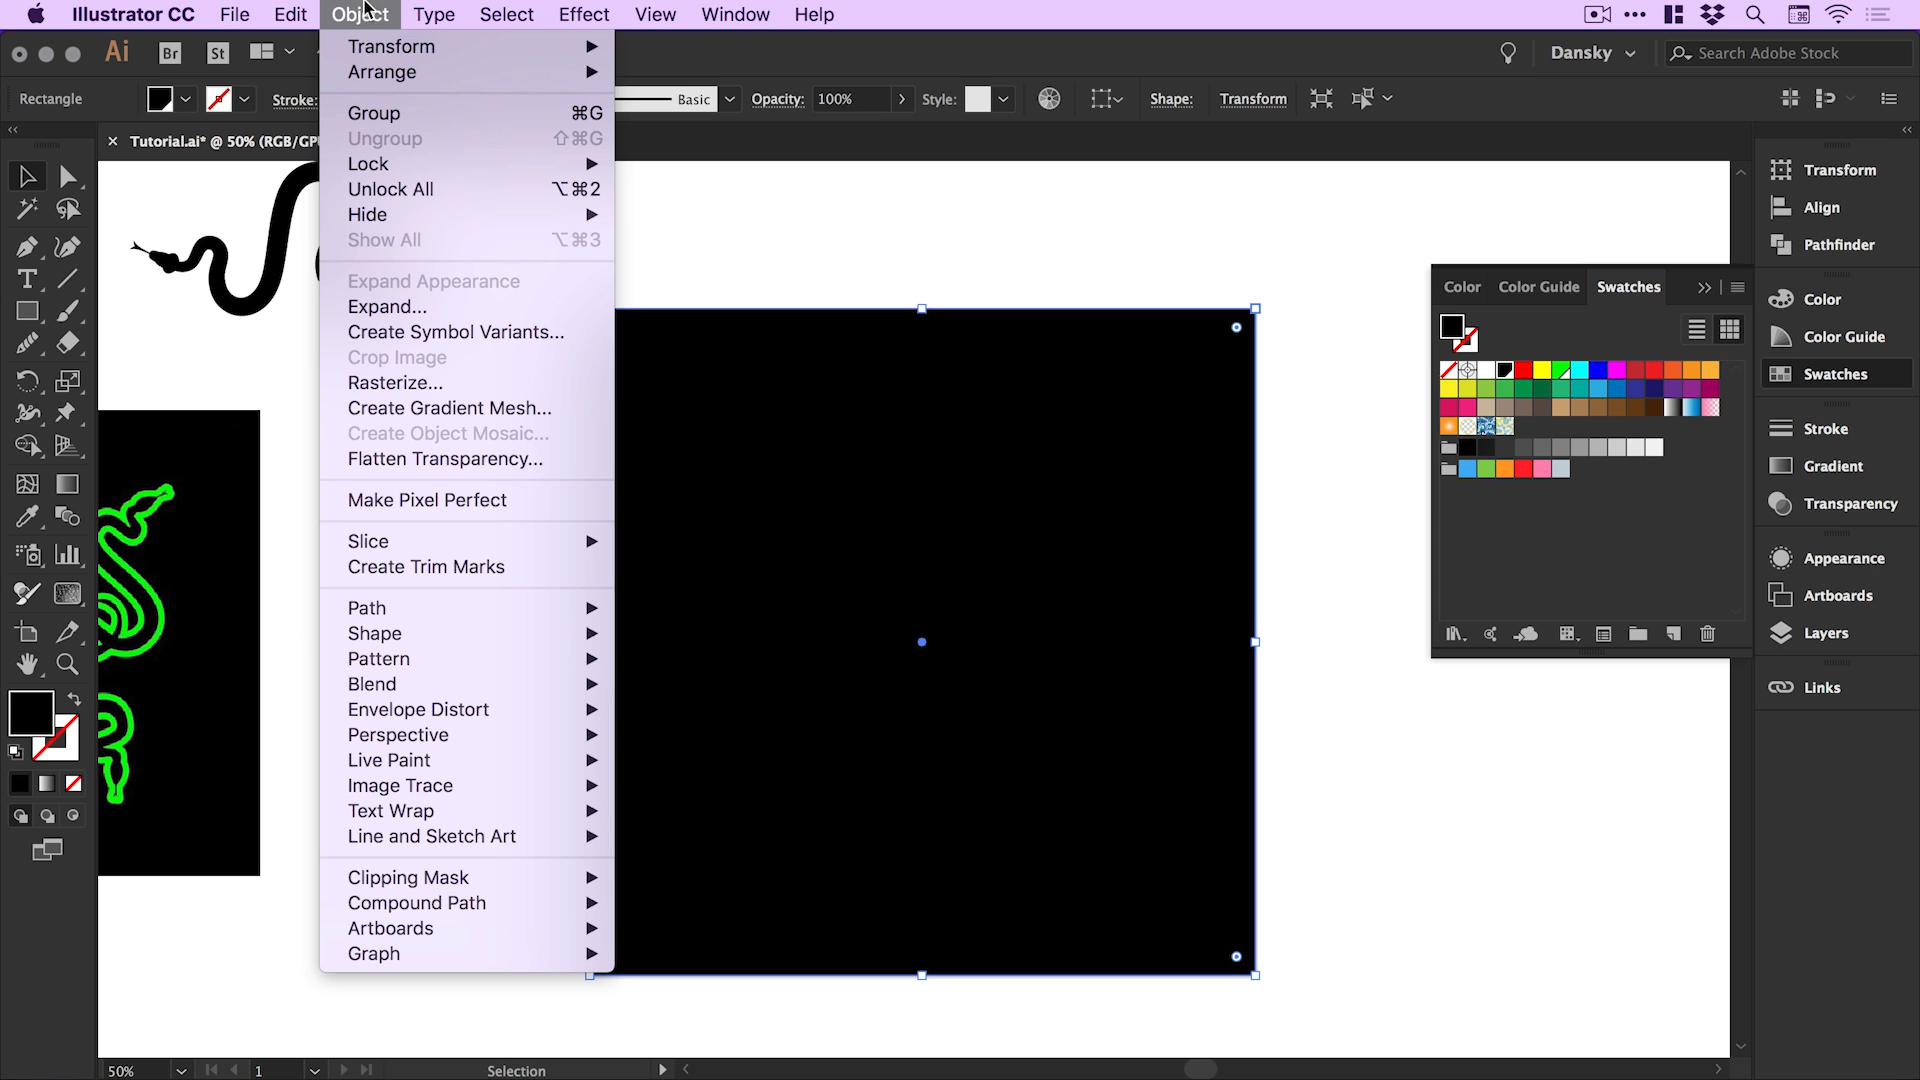 Illustrator CC File Edit Object Type Select Effect View Window Help
Ai Br St Dansky Search Adobe Stock
Rectangle Stroke: Basic Opacity: 100% Style: Shape: Transform
Tutorial.ai* @ 50% (RGB/GP
Transform
Arrange
Group ⌘G
Ungroup ⇧⌘G
Lock
Unlock All ⌥⌘2
Hide
Show All ⌥⌘3
Expand Appearance
Expand...
Create Symbol Variants...
Crop Image
Rasterize...
Create Gradient Mesh...
Create Object Mosaic...
Flatten Transparency...
Make Pixel Perfect
Slice
Create Trim Marks
Path
Shape
Pattern
Blend
Envelope Distort
Perspective
Live Paint
Image Trace
Text Wrap
Line and Sketch Art
Clipping Mask
Compound Path
Artboards
Graph
Color Color Guide Swatches
Transform
Align
Pathfinder
Color
Color Guide
Swatches
Stroke
Gradient
Transparency
Appearance
Artboards
Layers
Links
50% 1 Selection